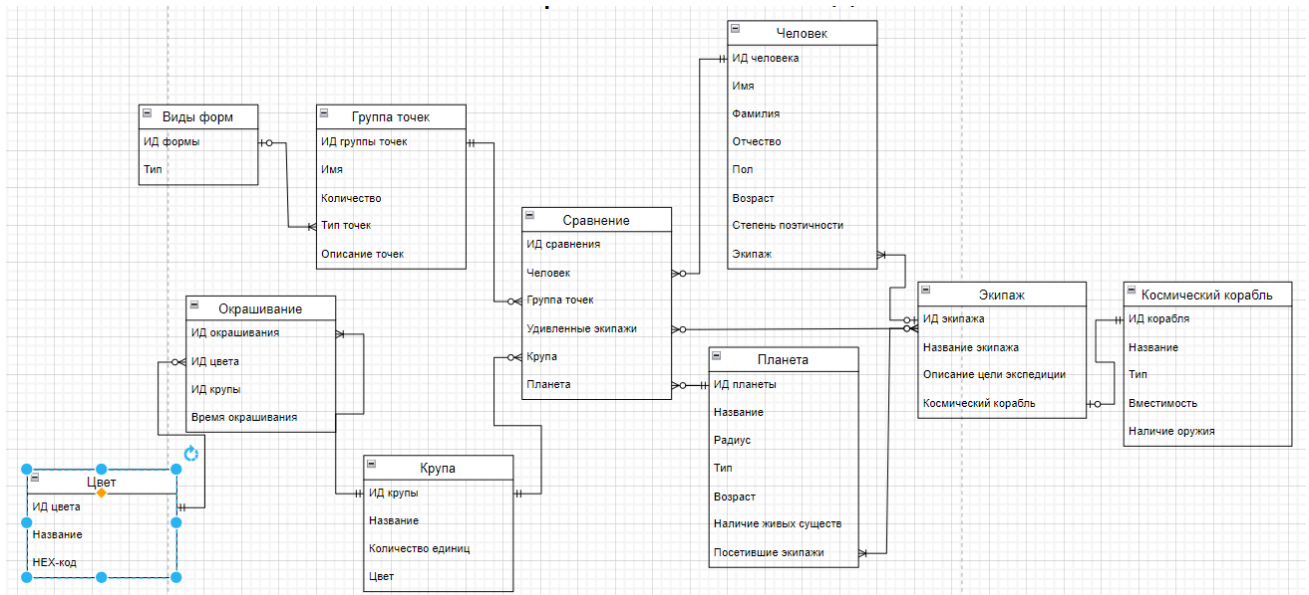 Человек
ИД человека
Имя
Фамилия
Отчество
Пол
Возраст
Степень поэтичности
Экипаж
Виды форм
ИД формы
Тип
Группа точек
ИД группы точек
Имя
Количество
Тип точек
Описание точек
Сравнение
ИД сравнения
Человек
Группа точек
Удивленные экипажи
Крупа
Планета
Экипаж
ИД экипажа
Название экипажа
Описание цели экспедиции
Космический корабль
Космический корабль
ИД корабля
Название
Тип
Вместимость
Наличие оружия
Окрашивание
ИД окрашивания
ИД цвета
ИД крупы
Время окрашивания
Планета
ИД планеты
Название
Радиус
Тип
Возраст
Наличие живых существ
Посетившие экипажи
Крупа
ИД крупы
Название
Количество единиц
Цвет
Цвет
ИД цвета
Название
НЕХ-код